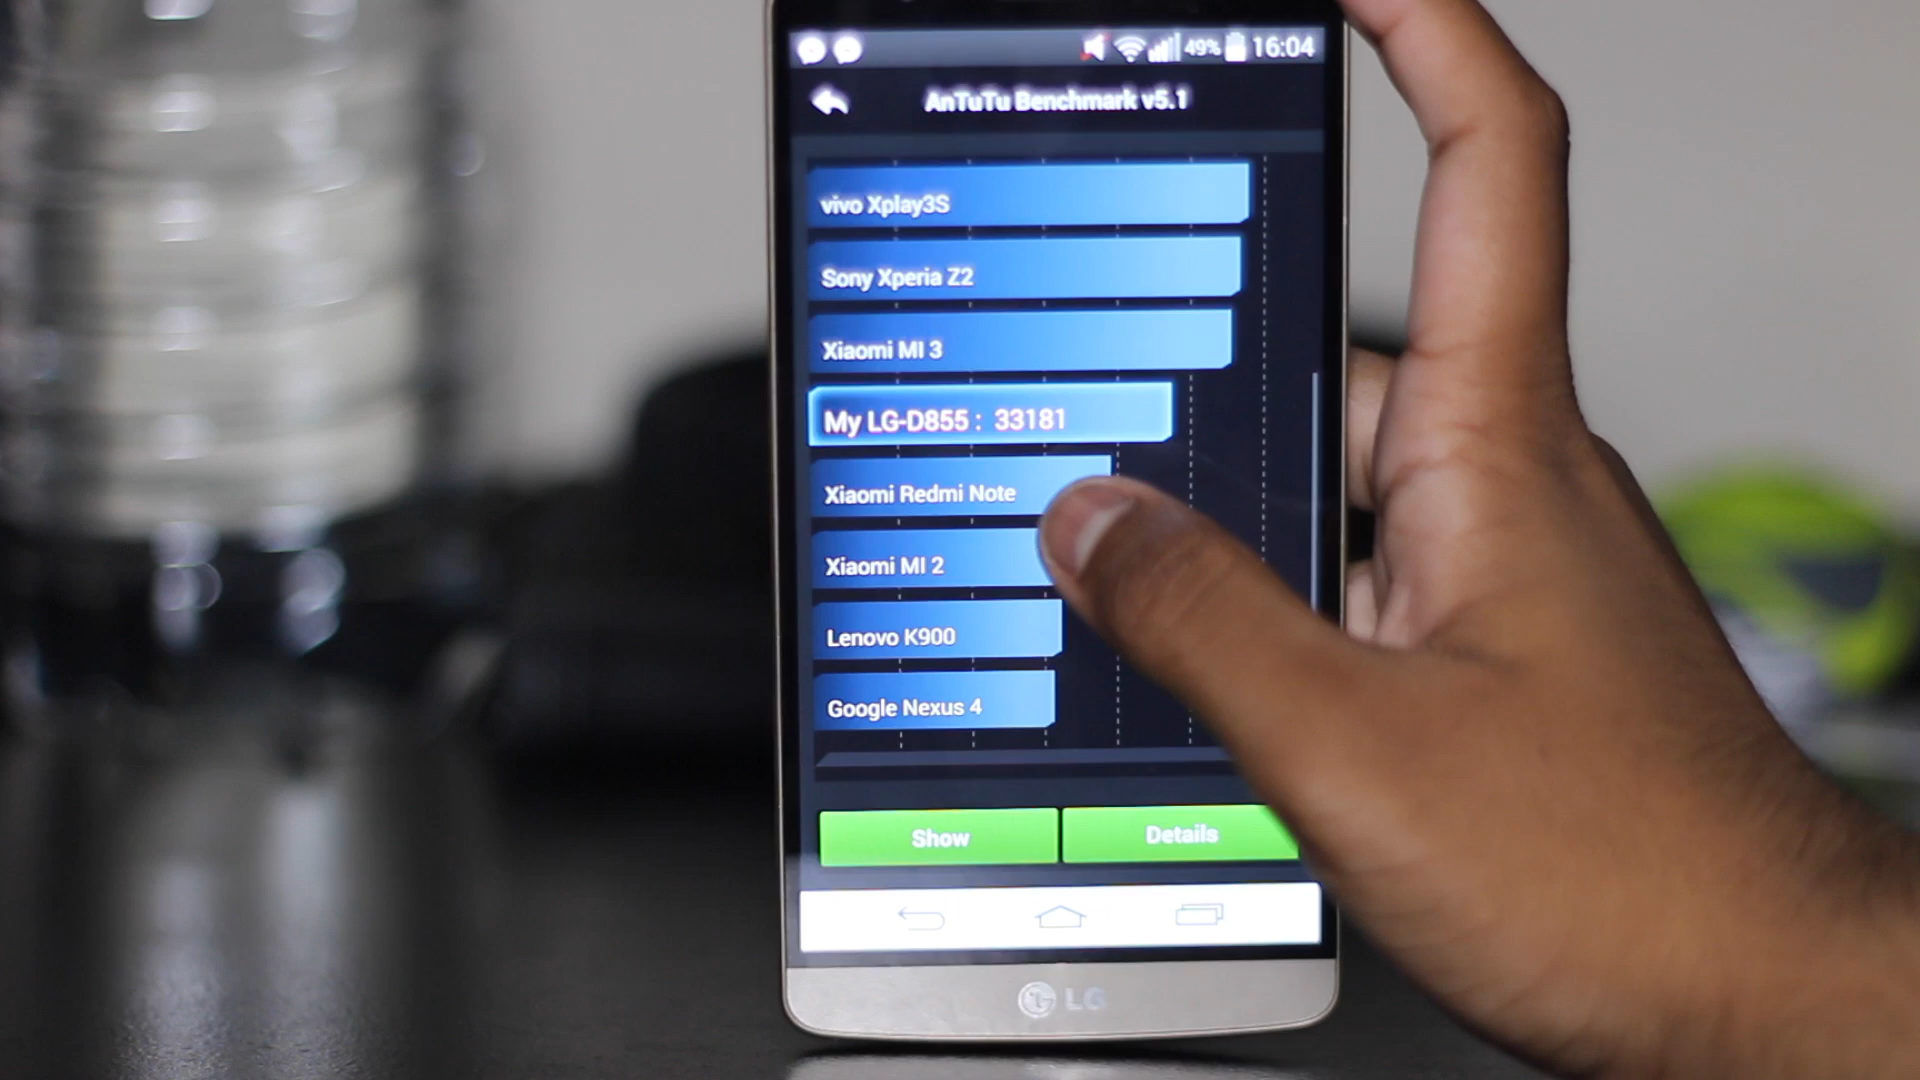 49% 16:04
AnTuTu Benchmark v5.1
vivo Xplay3S
Sony Xperia Z2
Xiaomi MI 3
My LG-D855 : 33181
Xiaomi Redmi Note
Xiaomi MI 2
Lenovo K900
Google Nexus 4
Show Details
LG